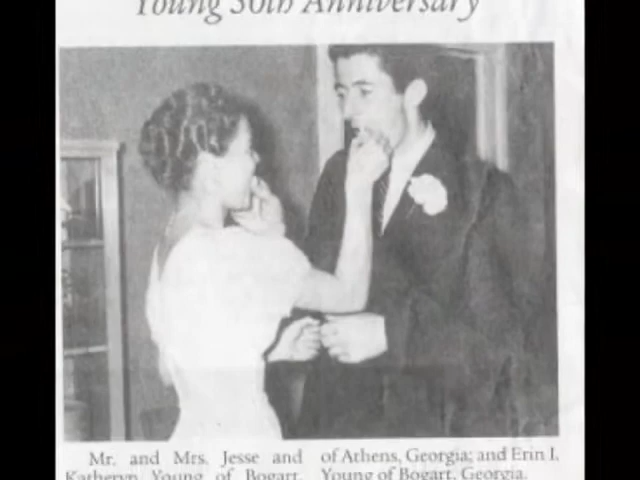 Young 50th Anniversary
Mr. and Mrs. Jesse and
Katheryn Young of Bogart,
of Athens, Georgia; and Erin I.
Young of Bogart, Georgia.